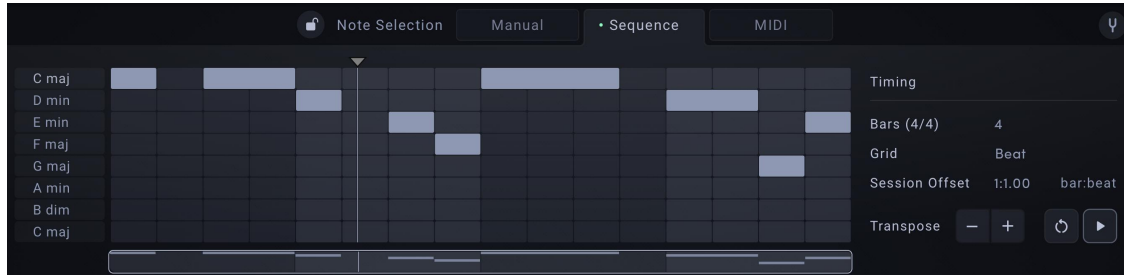 Note Selection Manual • Sequence MIDI
C maj
D min
E min
F maj
G maj
A min
B dim
C maj
Timing
Bars (4/4) 4
Grid Beat
Session Offset 1:1.00 bar:beat
Transpose − +